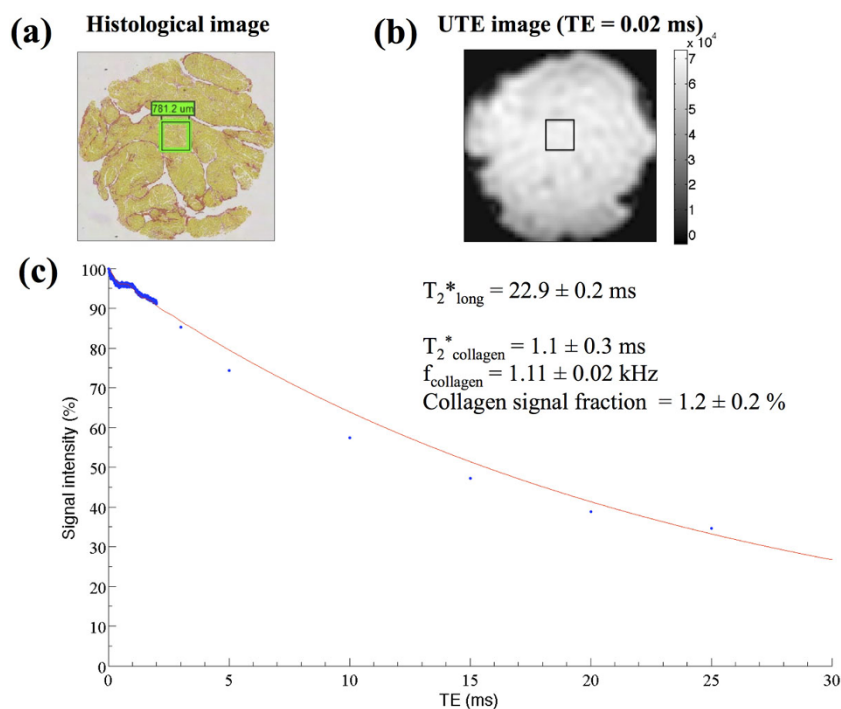 (a)
Histological image
781.2 um
(b)
UTE image (TE = 0.02 ms)
x 10⁴
7
6
5
4
3
2
1
0
(c)
T₂*long = 22.9 ± 0.2 ms
T₂*collagen = 1.1 ± 0.3 ms
fcollagen = 1.11 ± 0.02 kHz
Collagen signal fraction = 1.2 ± 0.2 %
Signal intensity (%)
100
90
80
70
60
50
40
30
20
10
0
0 5 10 15 20 25 30
TE (ms)